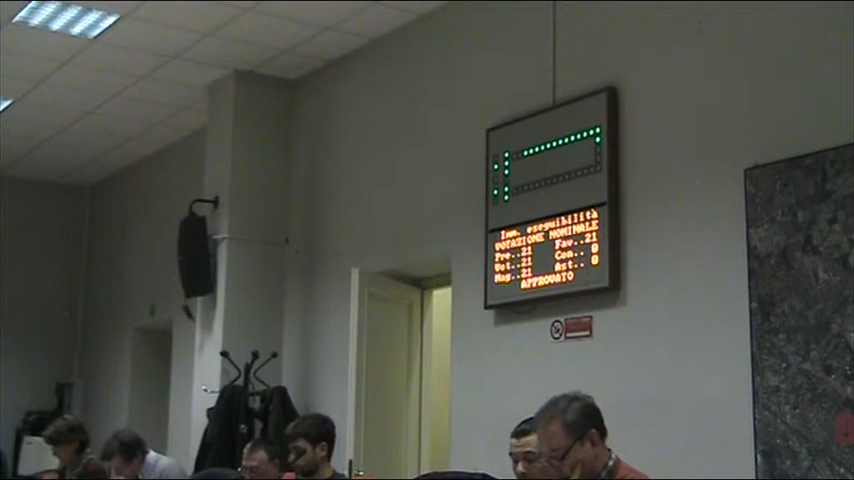 Imm. eseguibilità
VOTAZIONE NOMINALE
Pre..21 Fav..21
Vot..21 Con.. 0
Mag..21 Ast.. 0
APPROVATO